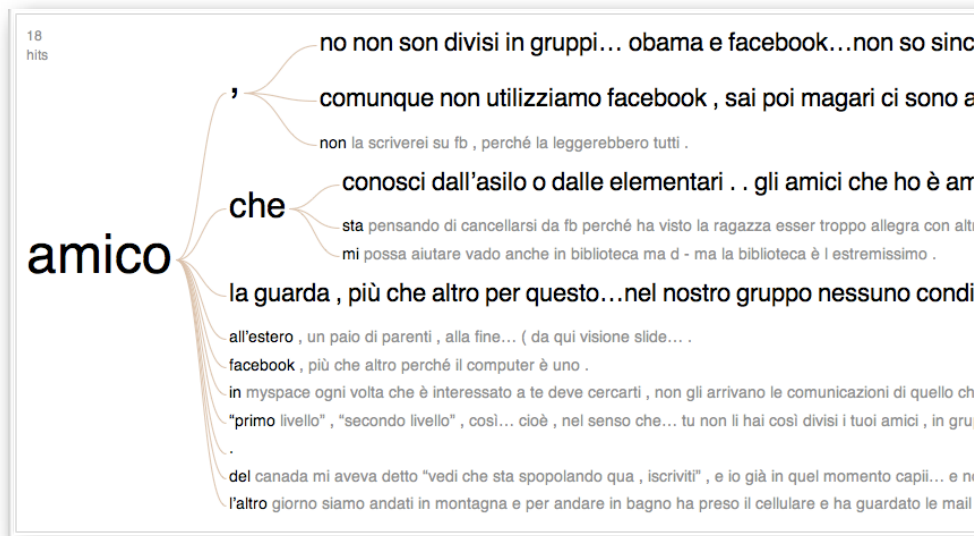 18
hits
no non son divisi in gruppi… obama e facebook…non so sinc
,
comunque non utilizziamo facebook , sai poi magari ci sono a
non la scriverei su fb , perché la leggerebbero tutti .
conosci dall'asilo o dalle elementari . . gli amici che ho è am
che
sta pensando di cancellarsi da fb perché ha visto la ragazza esser troppo allegra con altr
mi possa aiutare vado anche in biblioteca ma d - ma la biblioteca è l estremissimo .
amico
la guarda , più che altro per questo…nel nostro gruppo nessuno condi
all'estero , un paio di parenti , alla fine… ( da qui visione slide… .
facebook , più che altro perché il computer è uno .
in myspace ogni volta che è interessato a te deve cercarti , non gli arrivano le comunicazioni di quello ch
“primo livello” , “secondo livello” , così… cioè , nel senso che… tu non li hai così divisi i tuoi amici , in gru
.
del canada mi aveva detto “vedi che sta spopolando qua , iscriviti” , e io già in quel momento capii… e n
l'altro giorno siamo andati in montagna e per andare in bagno ha preso il cellulare e ha guardato le mail